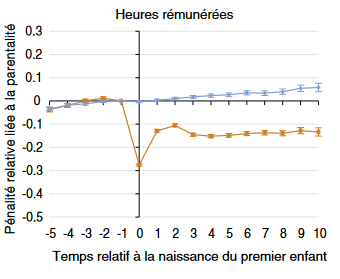 Heures rémunérées
Pénalité relative liée à la parentalité
0.3
0.2
0.1
0
-0.1
-0.2
-0.3
-0.4
-0.5
-5 -4 -3 -2 -1 0 1 2 3 4 5 6 7 8 9 10
Temps relatif à la naissance du premier enfant